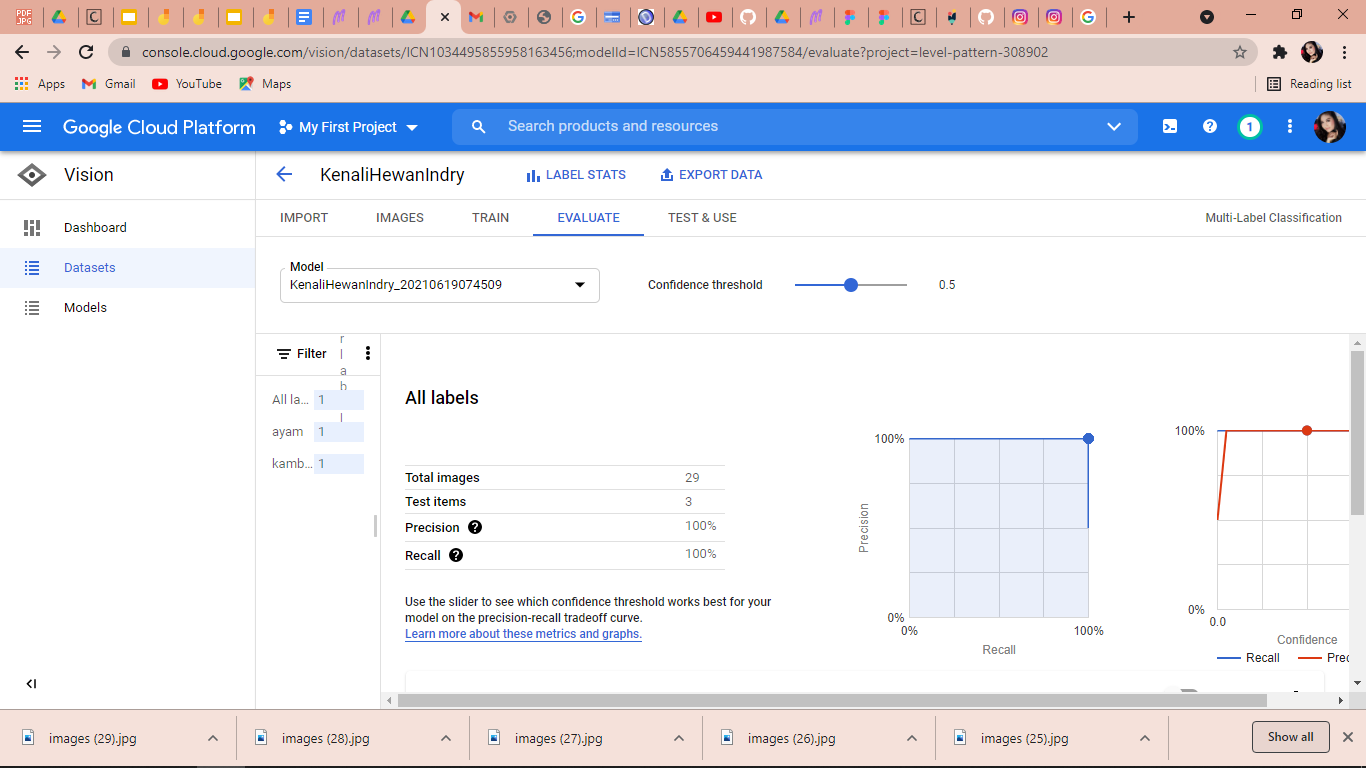 console.cloud.google.com/vision/datasets/ICN1034495855958163456;modelId=ICN5855706459441987584/evaluate?project=level-pattern-308902
Apps Gmail YouTube Maps Reading list
Google Cloud Platform My First Project Search products and resources 1
Vision KenaliHewanIndry LABEL STATS EXPORT DATA
IMPORT IMAGES TRAIN EVALUATE TEST & USE Multi-Label Classification
Dashboard
Datasets
Models
Model
KenaliHewanIndry_20210619074509
Confidence threshold 0.5
Filter
r
l
a
b
l
All la... 1
ayam 1
kamb... 1
All labels
Total images 29
Test items 3
Precision ? 100%
Recall ? 100%
Use the slider to see which confidence threshold works best for your
model on the precision-recall tradeoff curve.
Learn more about these metrics and graphs.
100%
Precision
0%
0% 100%
Recall
100%
0%
0.0
Confidence
Recall Prec
images (29).jpg images (28).jpg images (27).jpg images (26).jpg images (25).jpg Show all